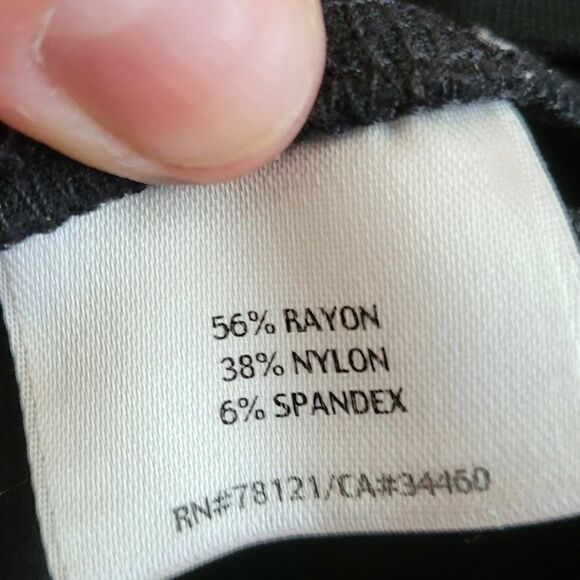 56% RAYON
38% NYLON
6% SPANDEX
RN#78121/CA#34460